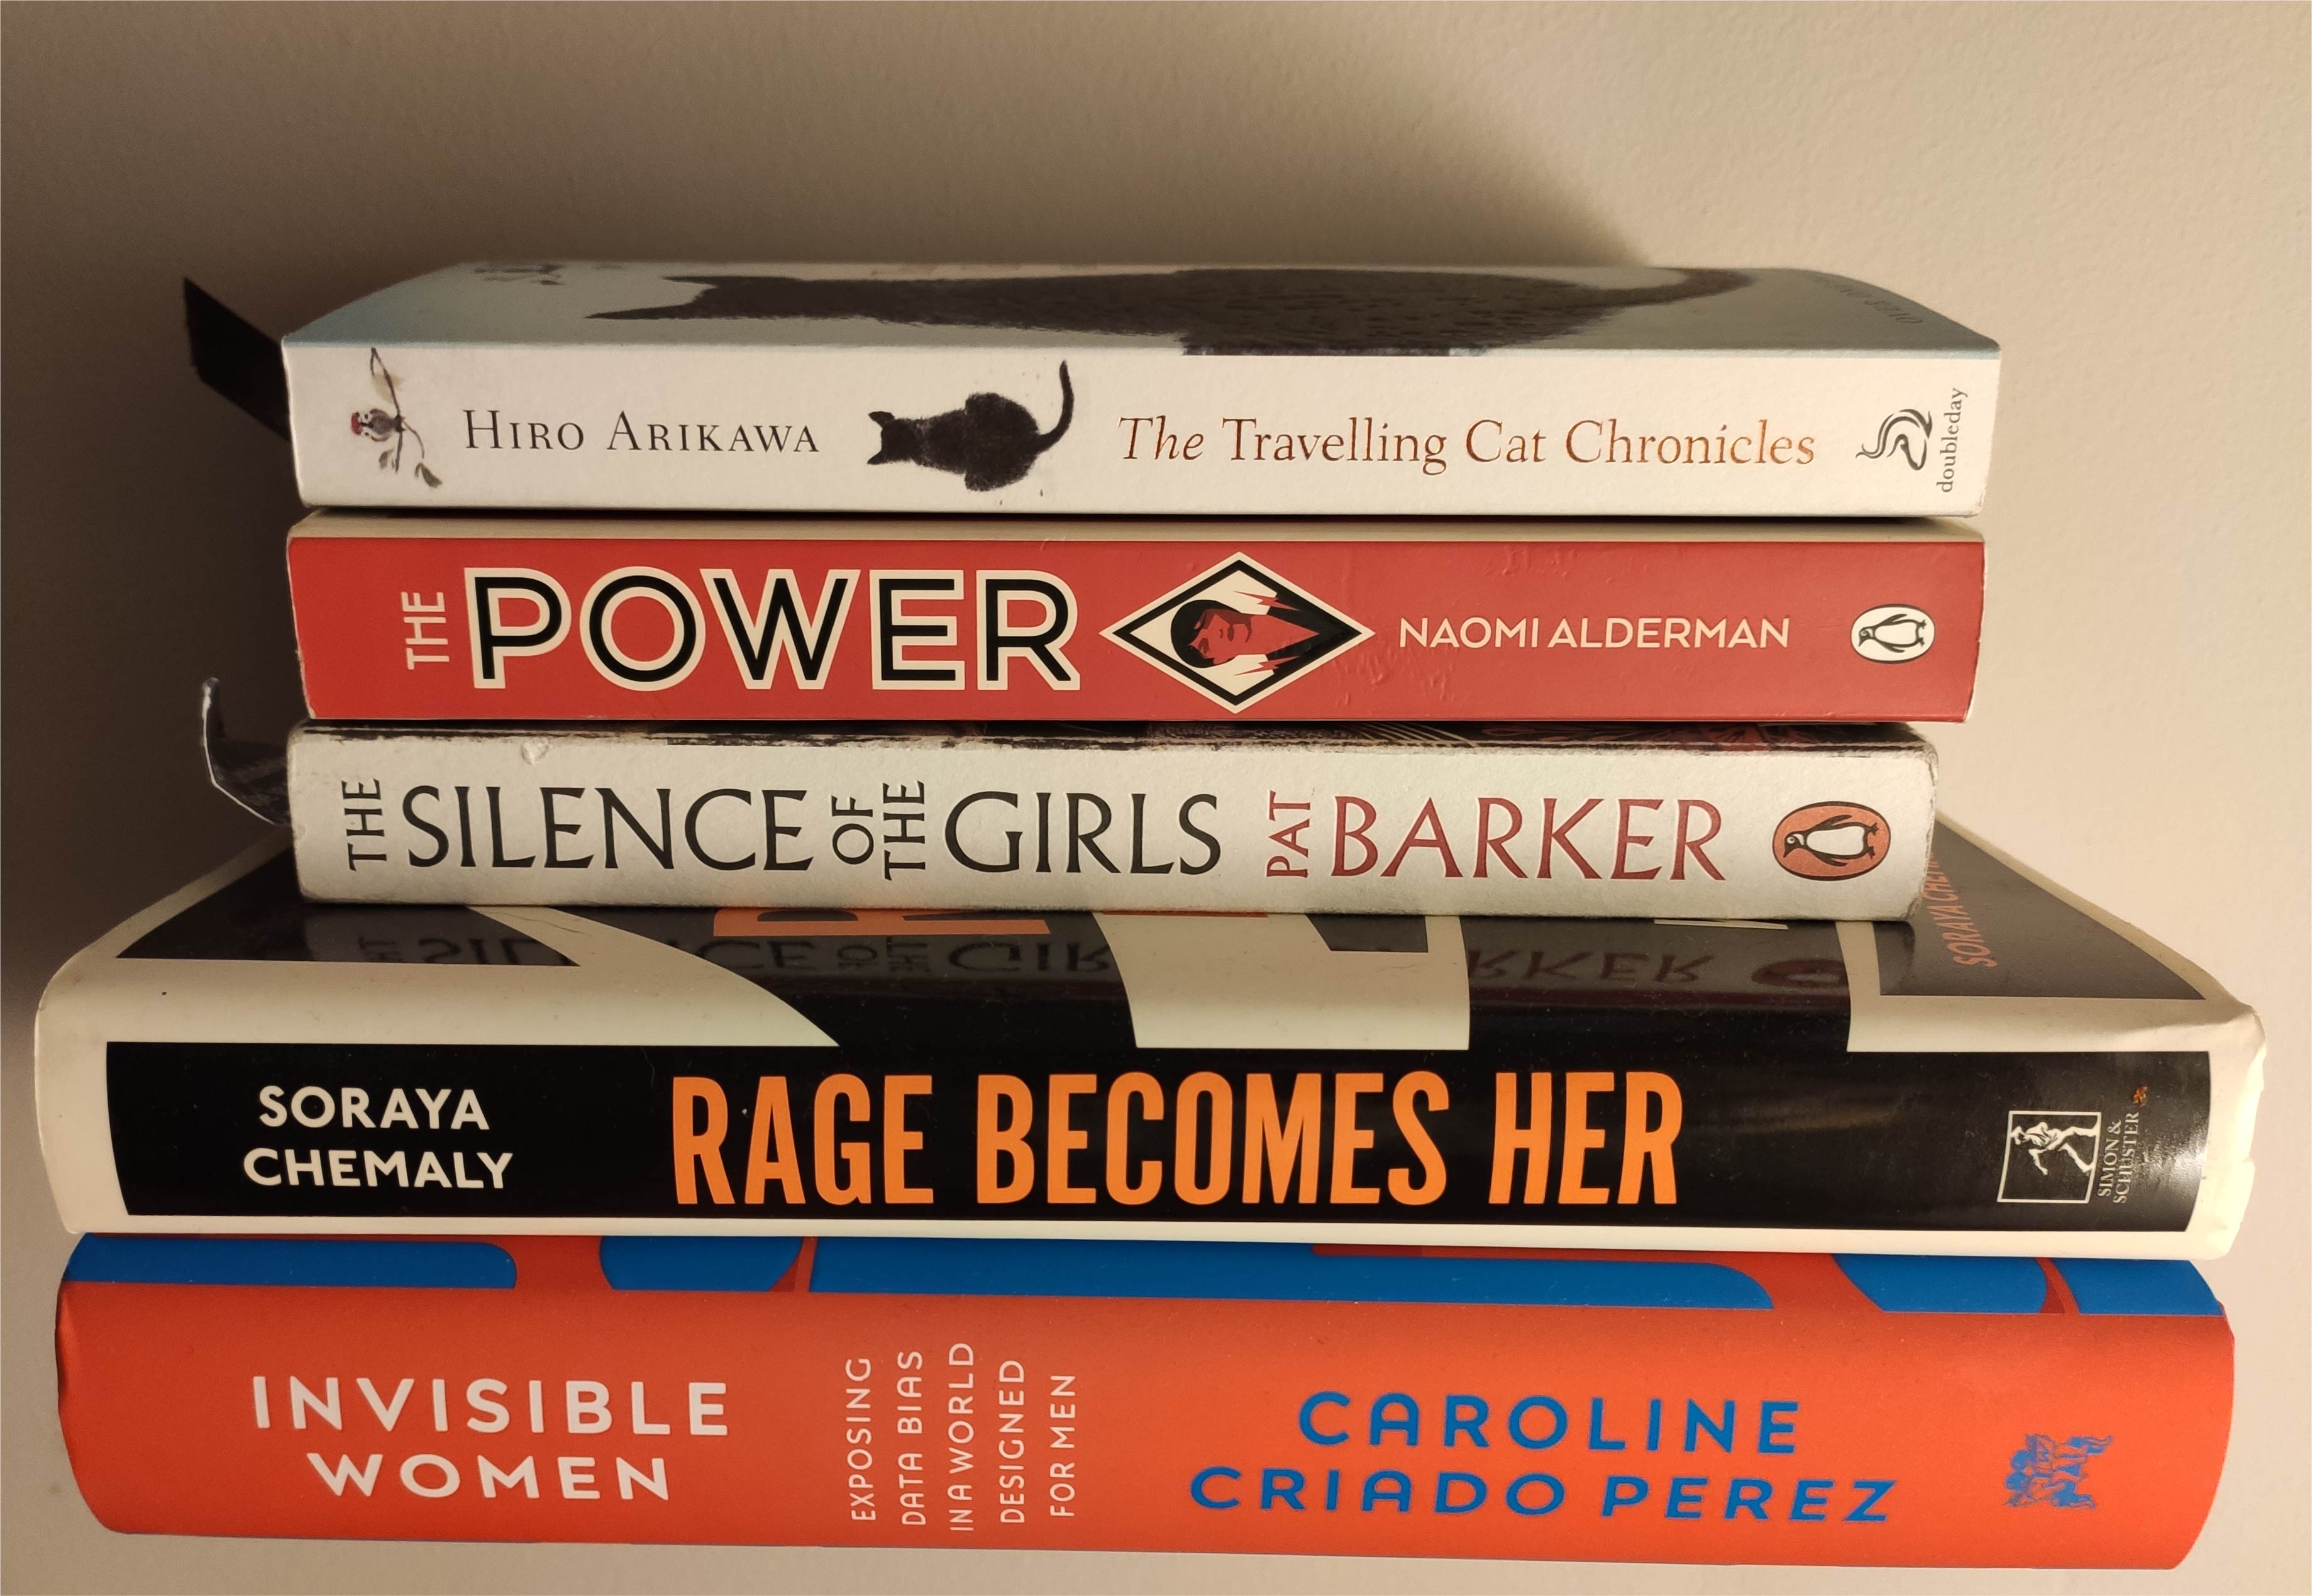 HIRO ARIKAWA The Travelling Cat Chronicles doubleday
THE POWER NAOMI ALDERMAN
THE SILENCE OF THE GIRLS PAT BARKER
SORAYA
CHEMALY
RAGE BECOMES HER
SIMON &
SCHUSTER
INVISIBLE
WOMEN
EXPOSING
DATA BIAS
IN A WORLD
DESIGNED
FOR MEN
CAROLINE
CRIADO PEREZ